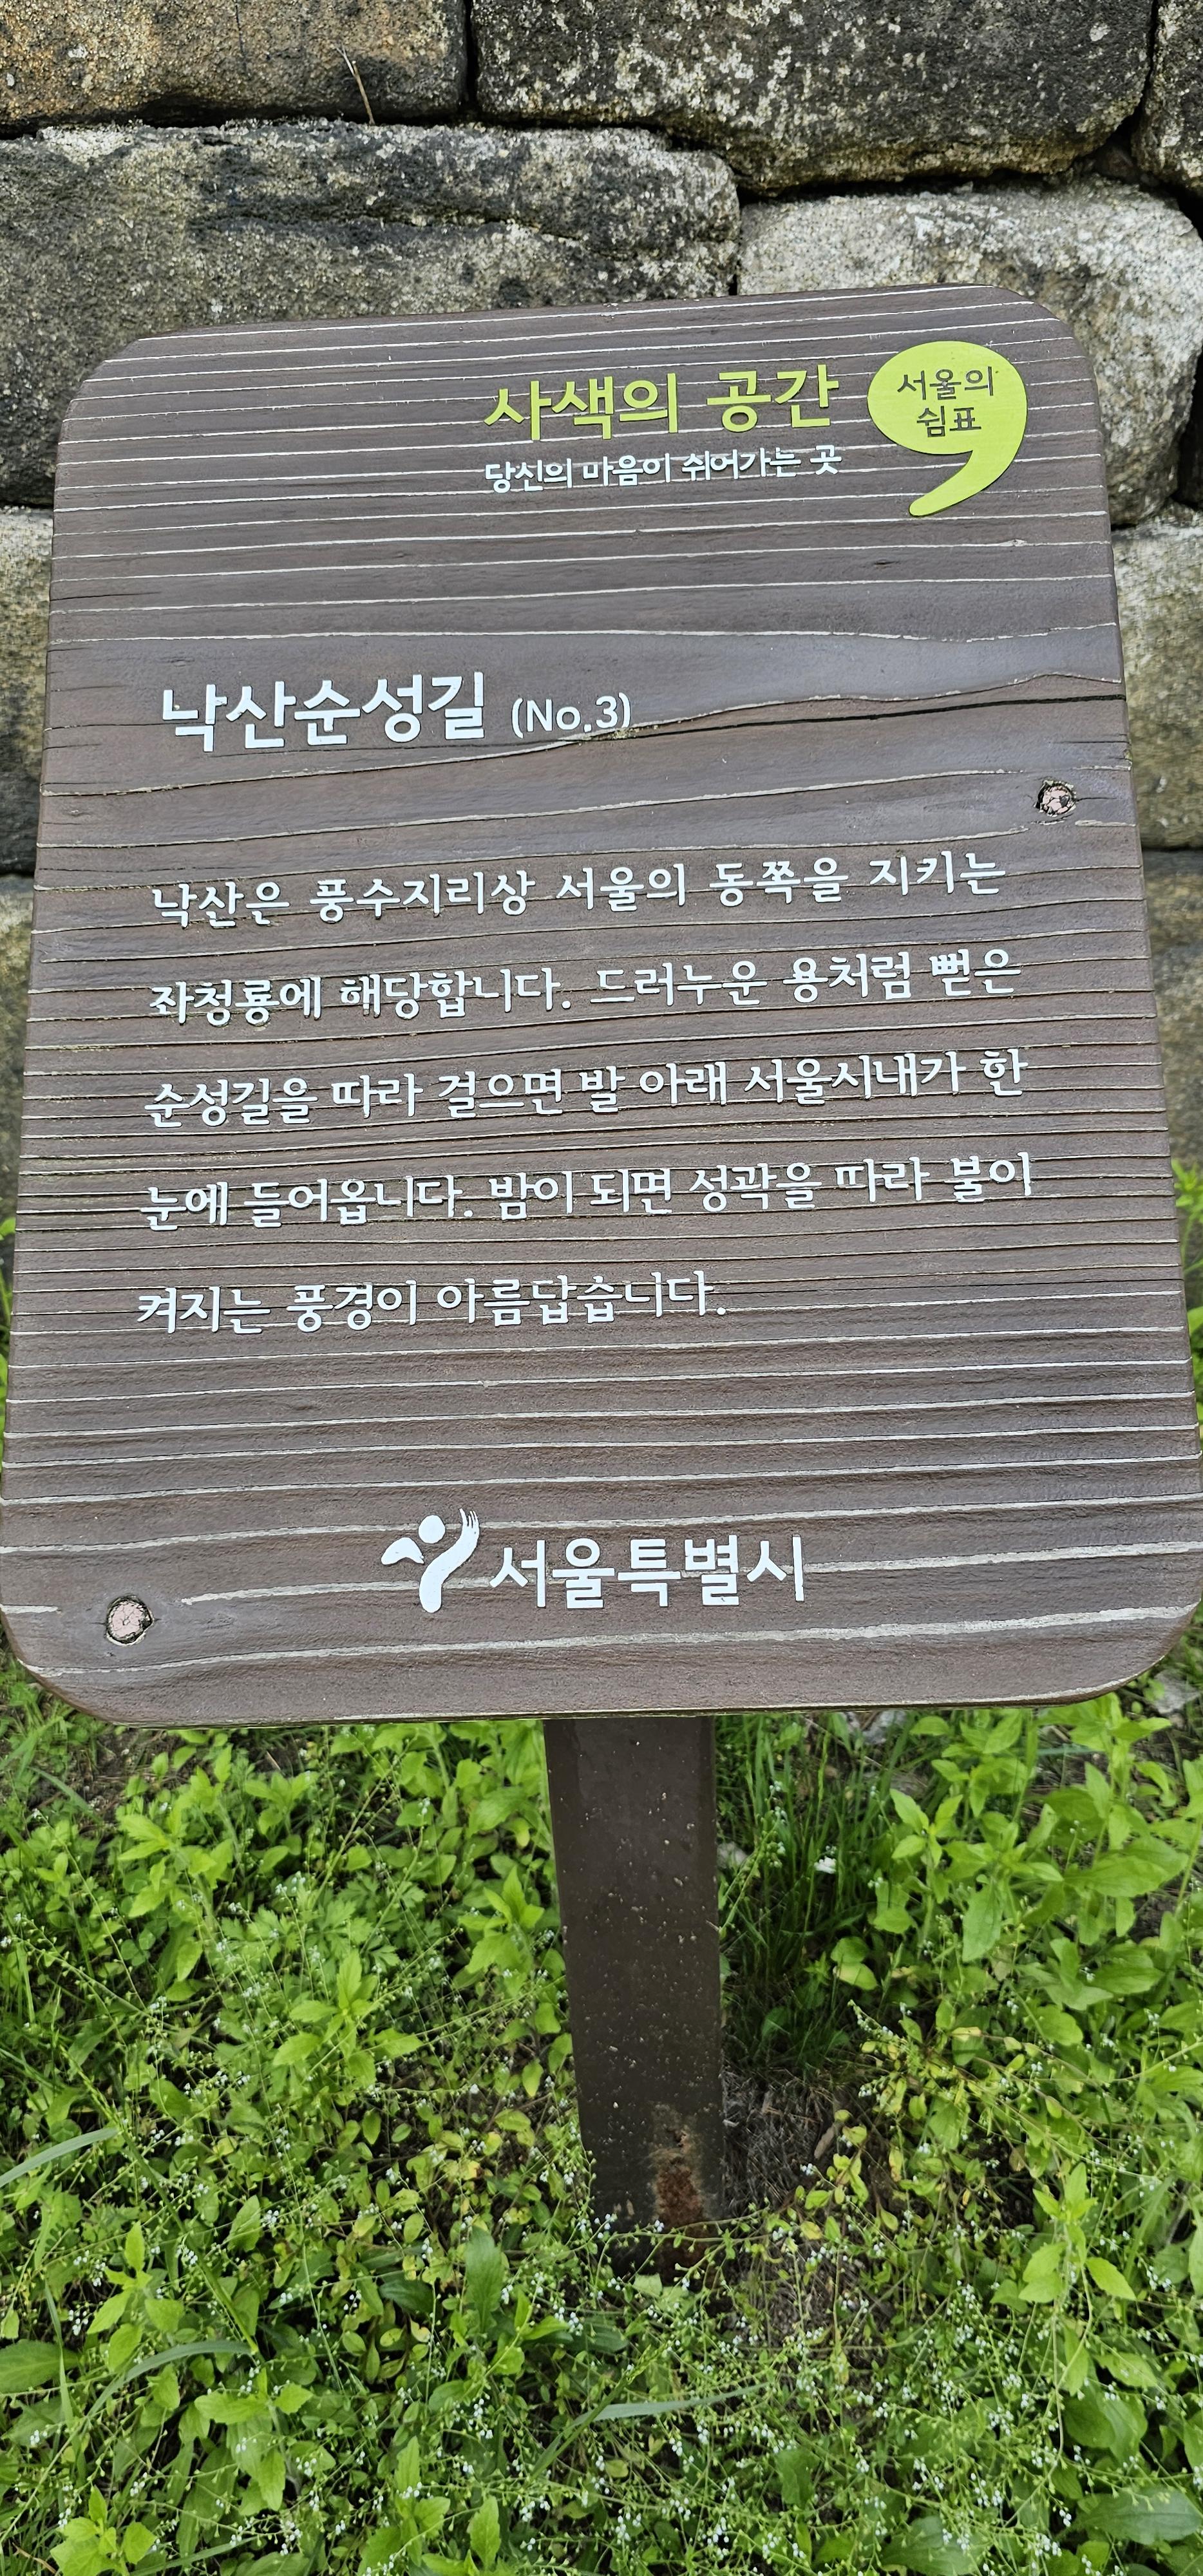 사색의 공간
당신의 마음이 쉬어가는 곳
서울의
쉼표
낙산순성길 (No.3)
낙산은 풍수지리상 서울의 동쪽을 지키는
좌청룡에 해당합니다. 드러누운 용처럼 뻗은
순성길을 따라 걸으면 발 아래 서울시내가 한
눈에 들어옵니다. 밤이 되면 성곽을 따라 불이
켜지는 풍경이 아름답습니다.
서울특별시